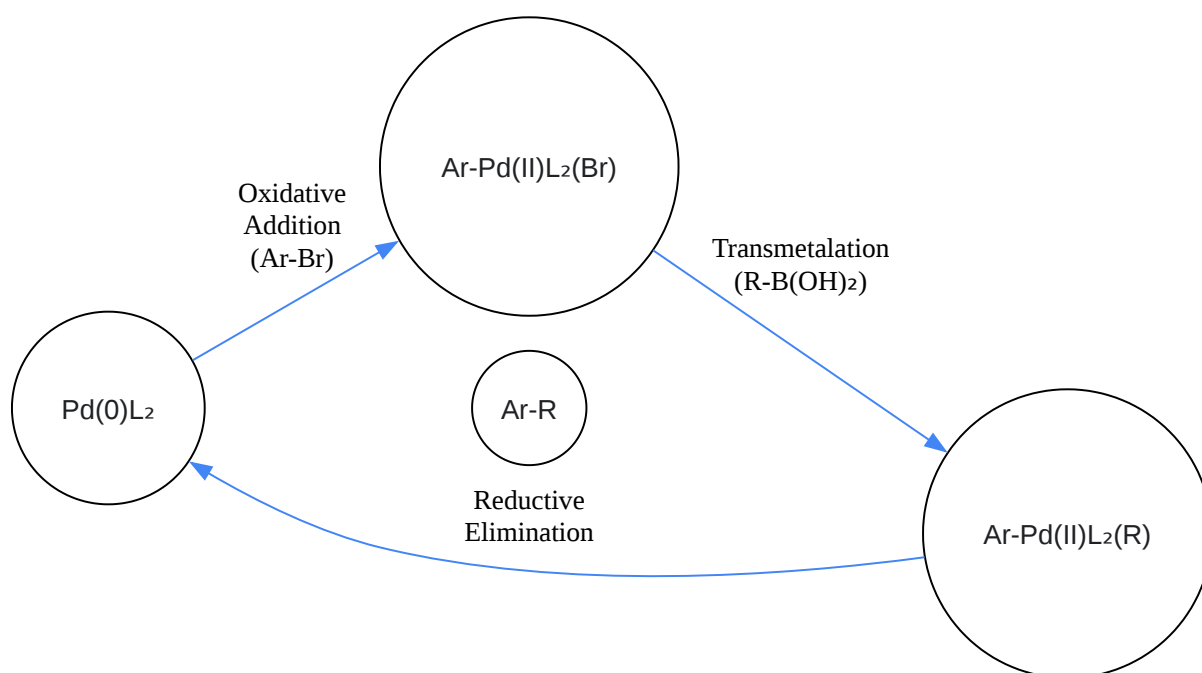 Ar-Pd(II)L₂(Br)
Oxidative
Addition
(Ar-Br)
Transmetalation
(R-B(OH)₂)
Pd(0)L₂
Ar-R
Reductive
Elimination
Ar-Pd(II)L₂(R)